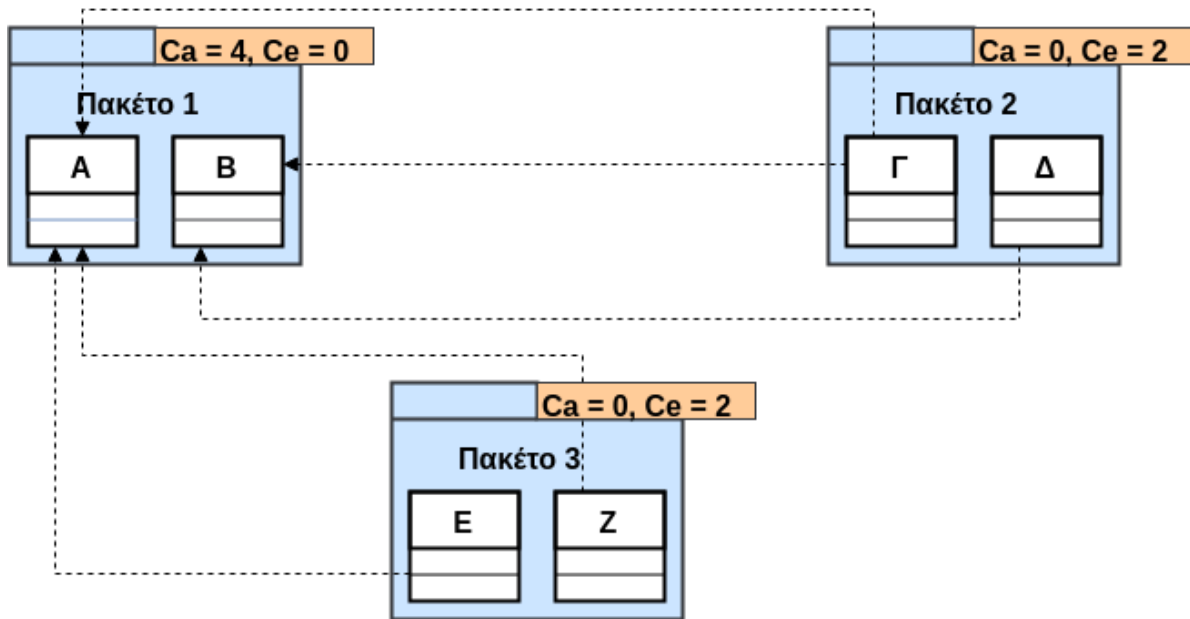 Ca = 4, Ce = 0
Πακέτο 1
Α
Β
Ca = 0, Ce = 2
Πακέτο 2
Γ
Δ
Ca = 0, Ce = 2
Πακέτο 3
Ε
Ζ